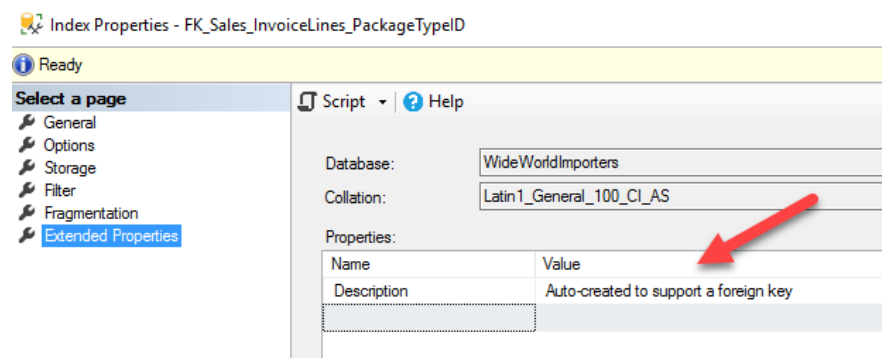 Index Properties - FK_Sales_InvoiceLines_PackageTypeID
Ready
Select a page
General
Options
Storage
Filter
Fragmentation
Extended Properties
Script Help
Database: WideWorldImporters
Collation: Latin1_General_100_CI_AS
Properties:
Name Value
Description Auto-created to support a foreign key